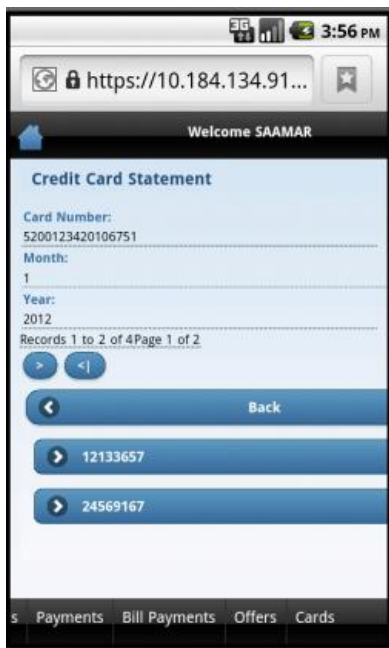 3G 3:56 PM
https://10.184.134.91...
Welcome SAAMAR
Credit Card Statement
Card Number:
5200123420106751
Month:
1
Year:
2012
Records 1 to 2 of 4Page 1 of 2
> <|
Back
12133657
24569167
s Payments Bill Payments Offers Cards